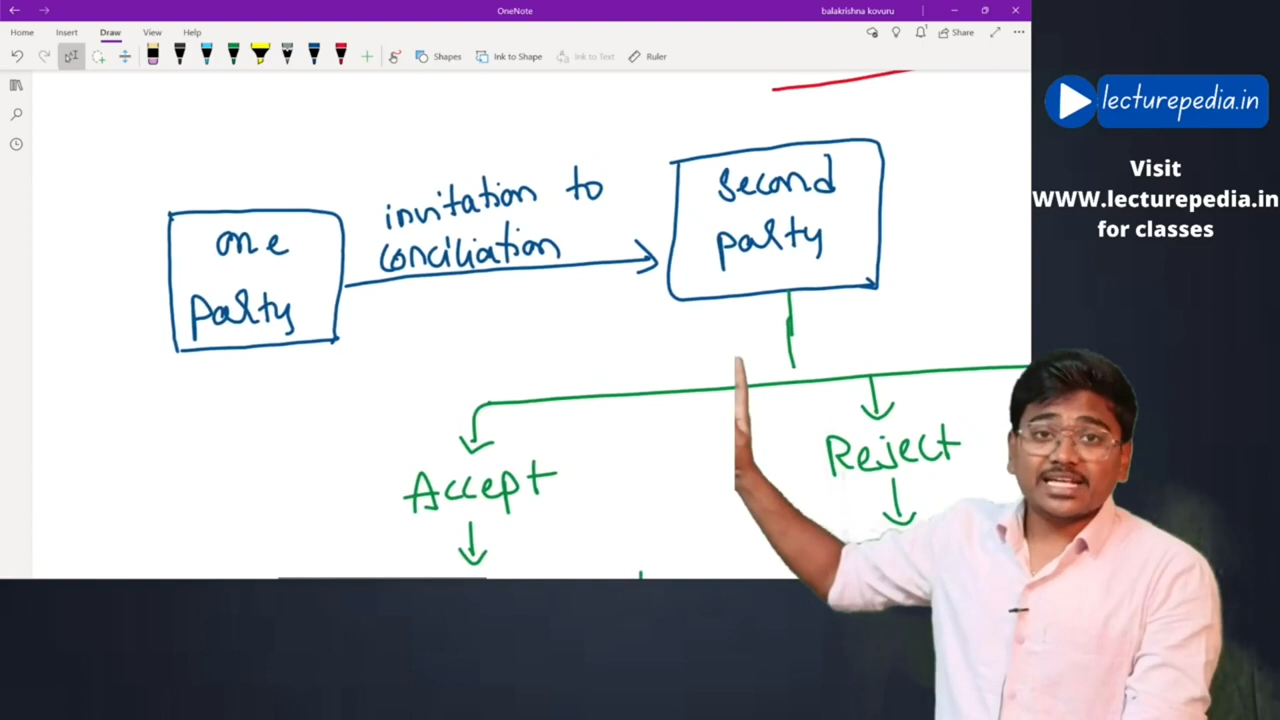 OneNote
balakrishna kovuru
Home Insert Draw View Help
Share
Shapes
Ink to Shape
Ink to Text
Ruler
one
party
invitation to
conciliation
second
party
Accept
Reject
lecturepedia.in
Visit
WWW.lecturepedia.in
for classes